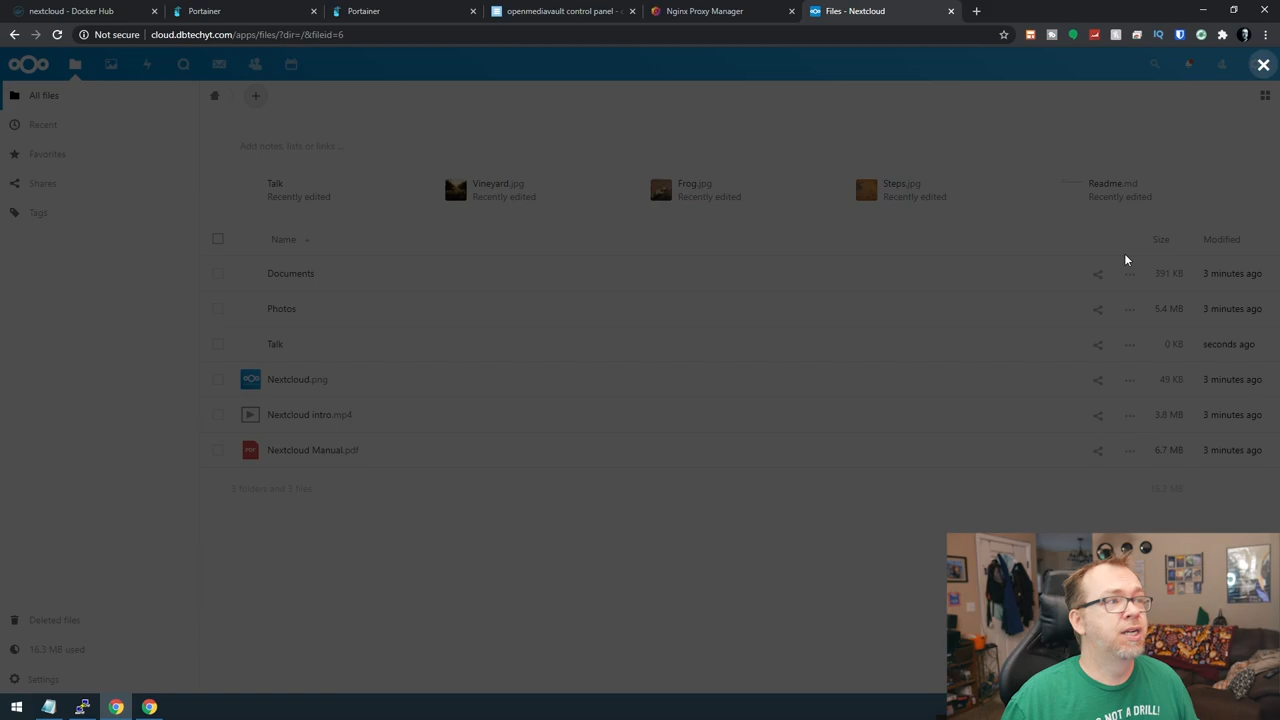 nextcloud - Docker Hub
Portainer
Portainer
openmediavault control panel - c
Nginx Proxy Manager
Files - Nextcloud
Not secure
cloud.dbtechyt.com/apps/files/?dir=/&fileid=6
All files
Recent
Favorites
Shares
Tags
Add notes, lists or links ...
Talk
Recently edited
Vineyard.jpg
Recently edited
Frog.jpg
Recently edited
Steps.jpg
Recently edited
Readme.md
Recently edited
Name
Size
Modified
Documents
391 KB
3 minutes ago
Photos
5.4 MB
3 minutes ago
Talk
0 KB
seconds ago
Nextcloud.png
49 KB
3 minutes ago
Nextcloud intro.mp4
3.8 MB
3 minutes ago
PDF
Nextcloud Manual.pdf
6.7 MB
3 minutes ago
3 folders and 3 files
16.3 MB
Deleted files
16.3 MB used
Settings
NOT A DRILL!